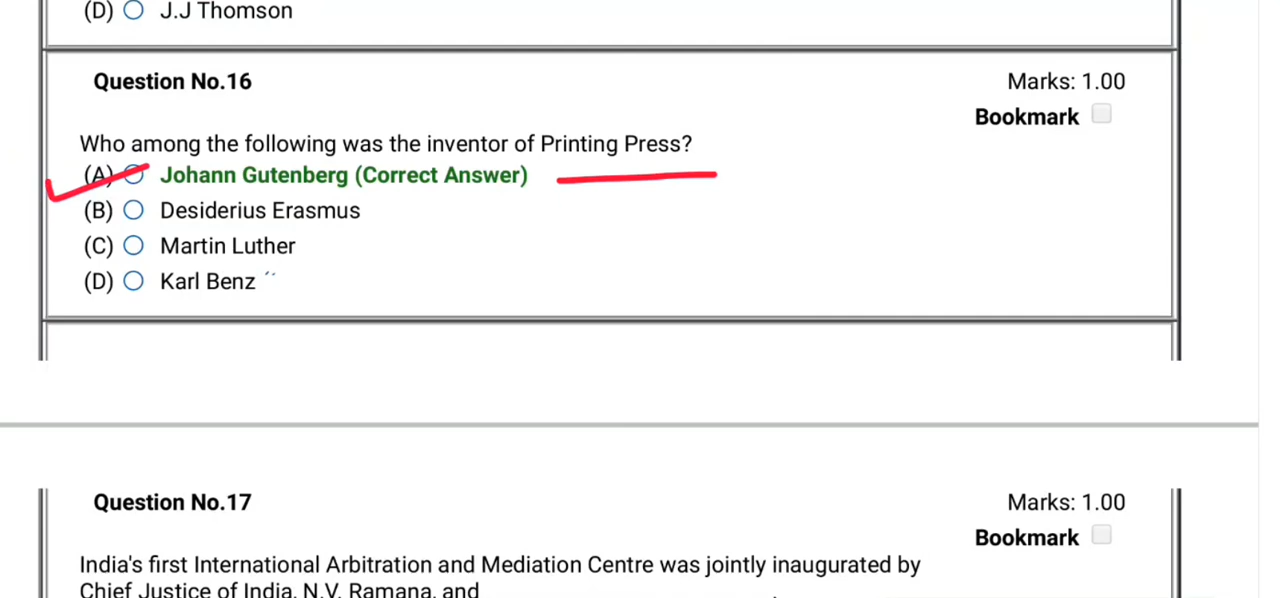 (D) J.J Thomson
Question No.16 Marks: 1.00
Bookmark
Who among the following was the inventor of Printing Press?
(A) Johann Gutenberg (Correct Answer)
(B) Desiderius Erasmus
(C) Martin Luther
(D) Karl Benz
Question No.17 Marks: 1.00
Bookmark
India's first International Arbitration and Mediation Centre was jointly inaugurated by
Chief Justice of India, N.V. Ramana, and